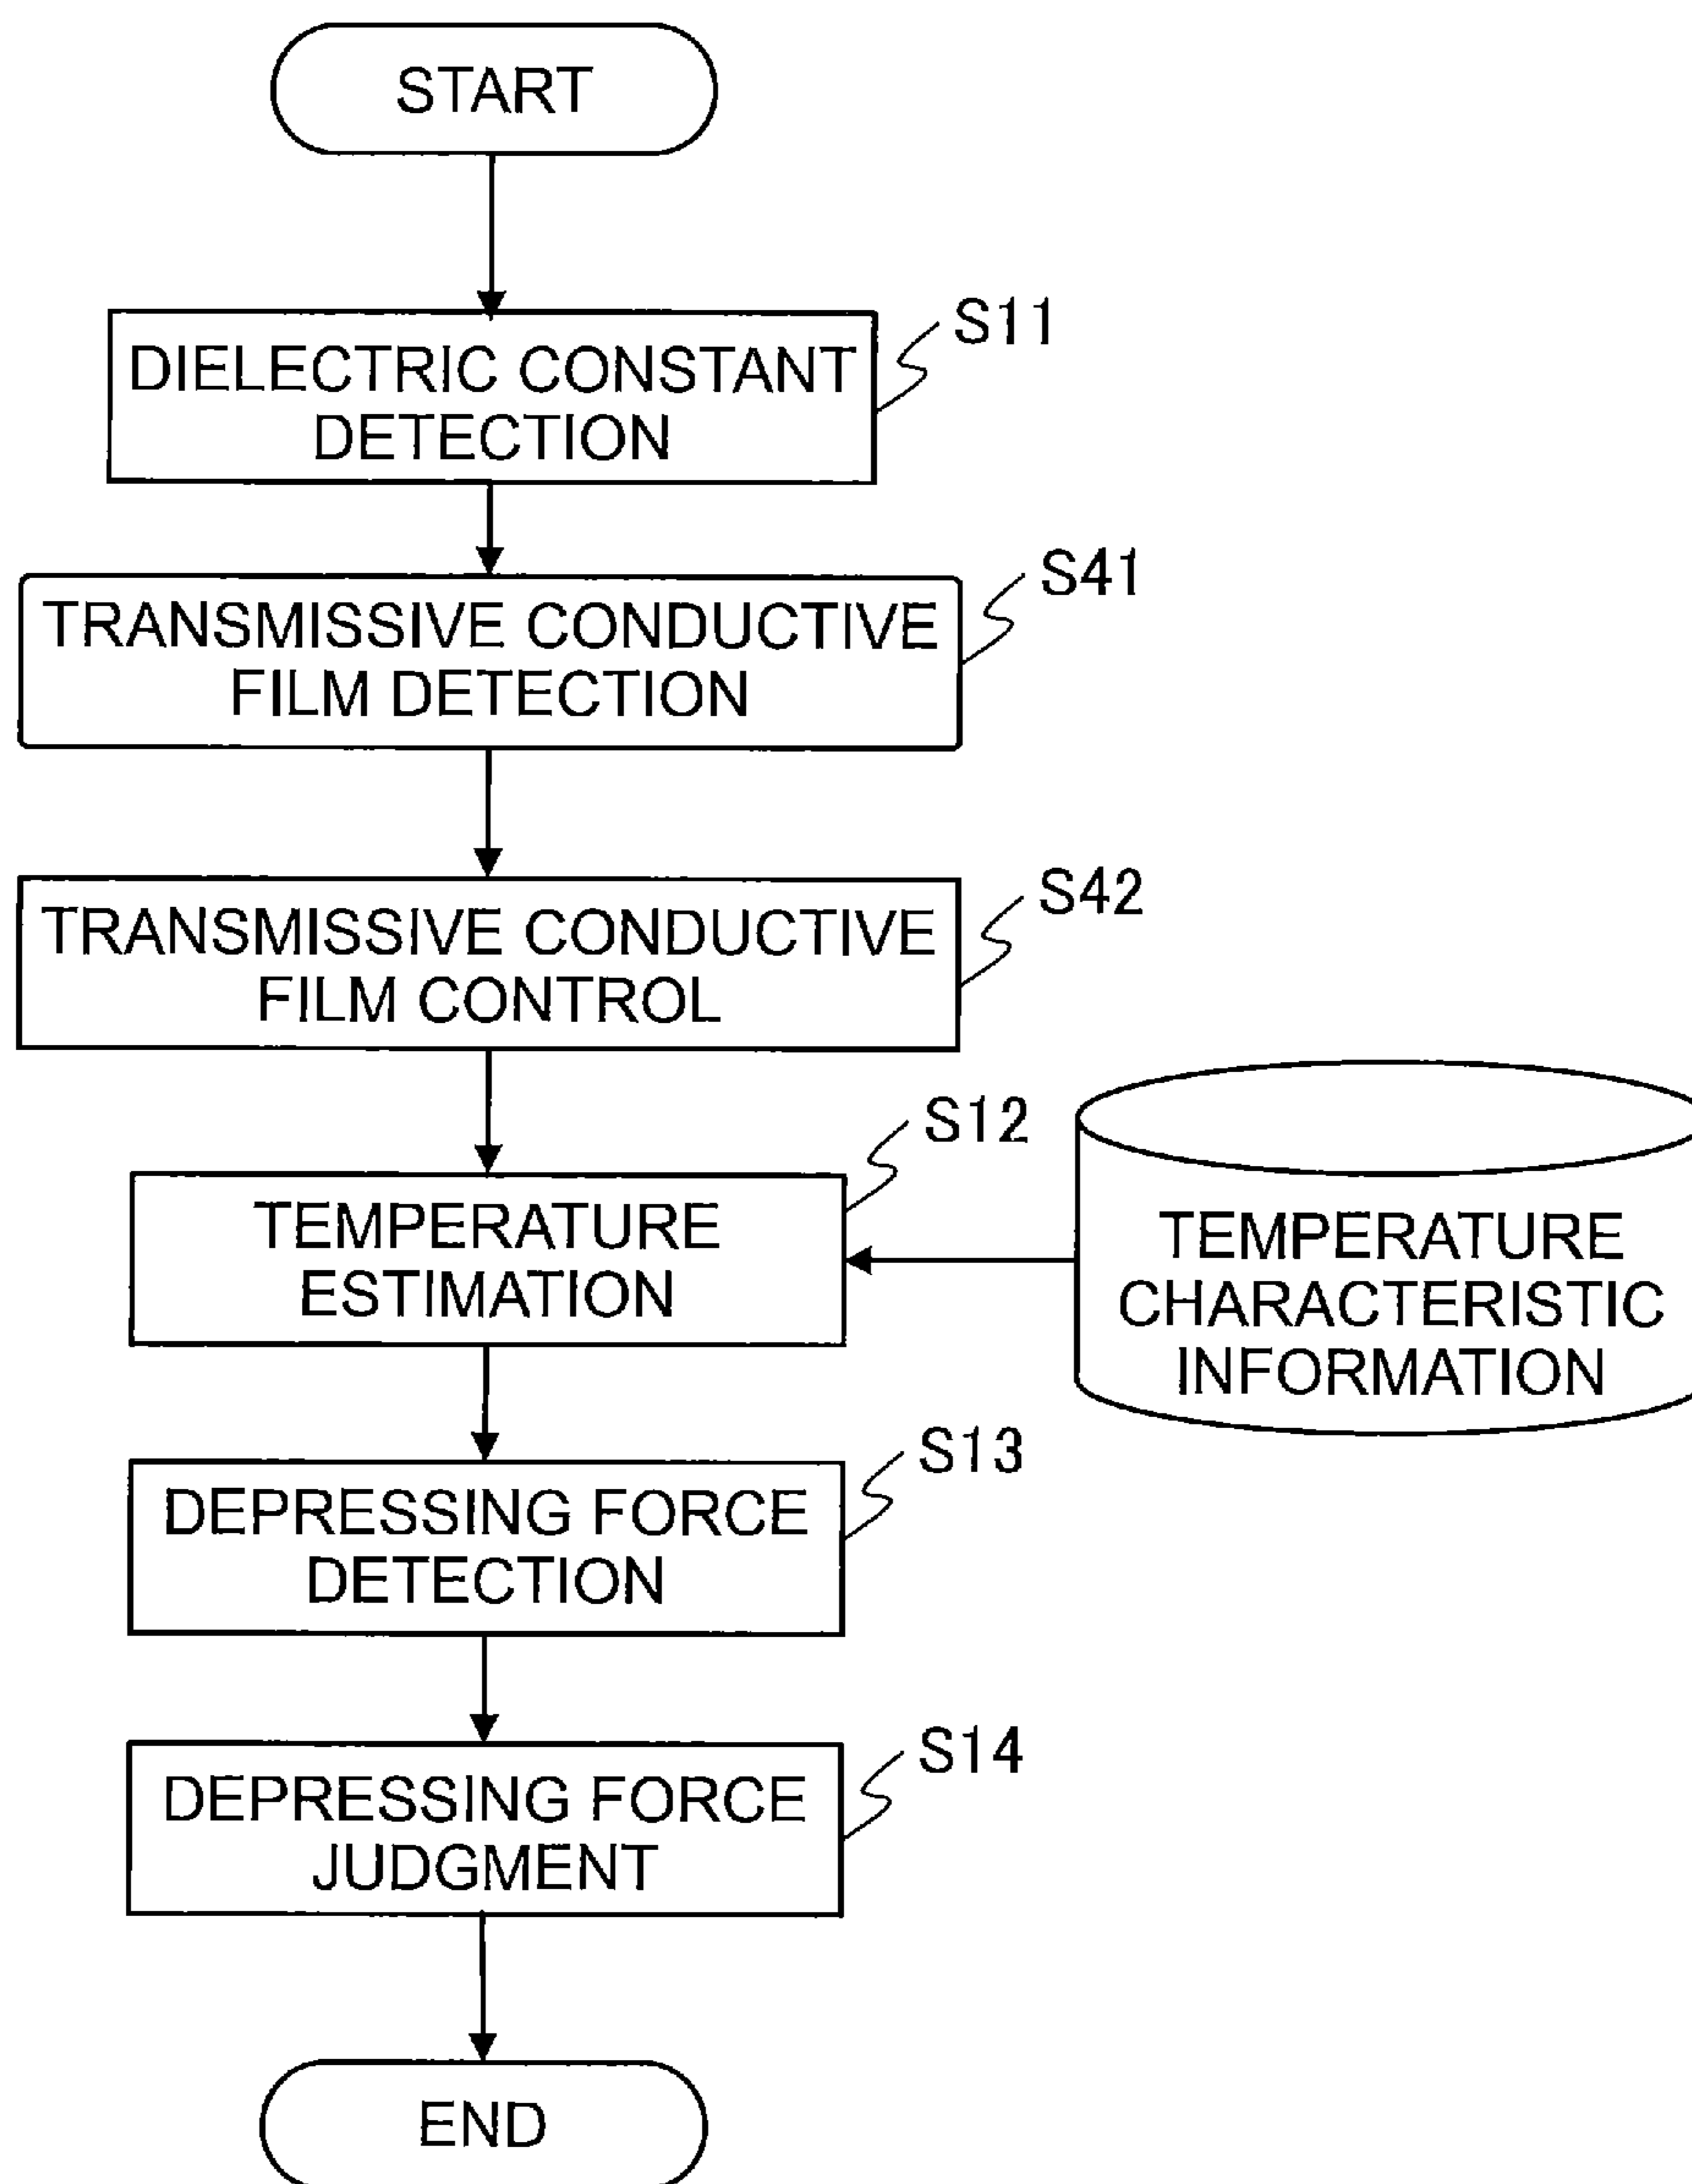 START
S11
DIELECTRIC CONSTANT
DETECTION
S41
TRANSMISSIVE CONDUCTIVE
FILM DETECTION
S42
TRANSMISSIVE CONDUCTIVE
FILM CONTROL
S12
TEMPERATURE
ESTIMATION
TEMPERATURE
CHARACTERISTIC
INFORMATION
S13
DEPRESSING FORCE
DETECTION
S14
DEPRESSING FORCE
JUDGMENT
END